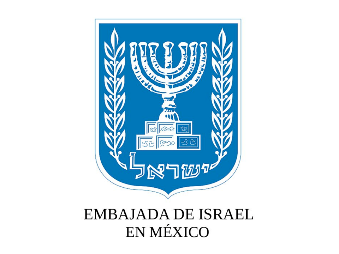 ישראל
EMBAJADA DE ISRAEL
EN MÉXICO